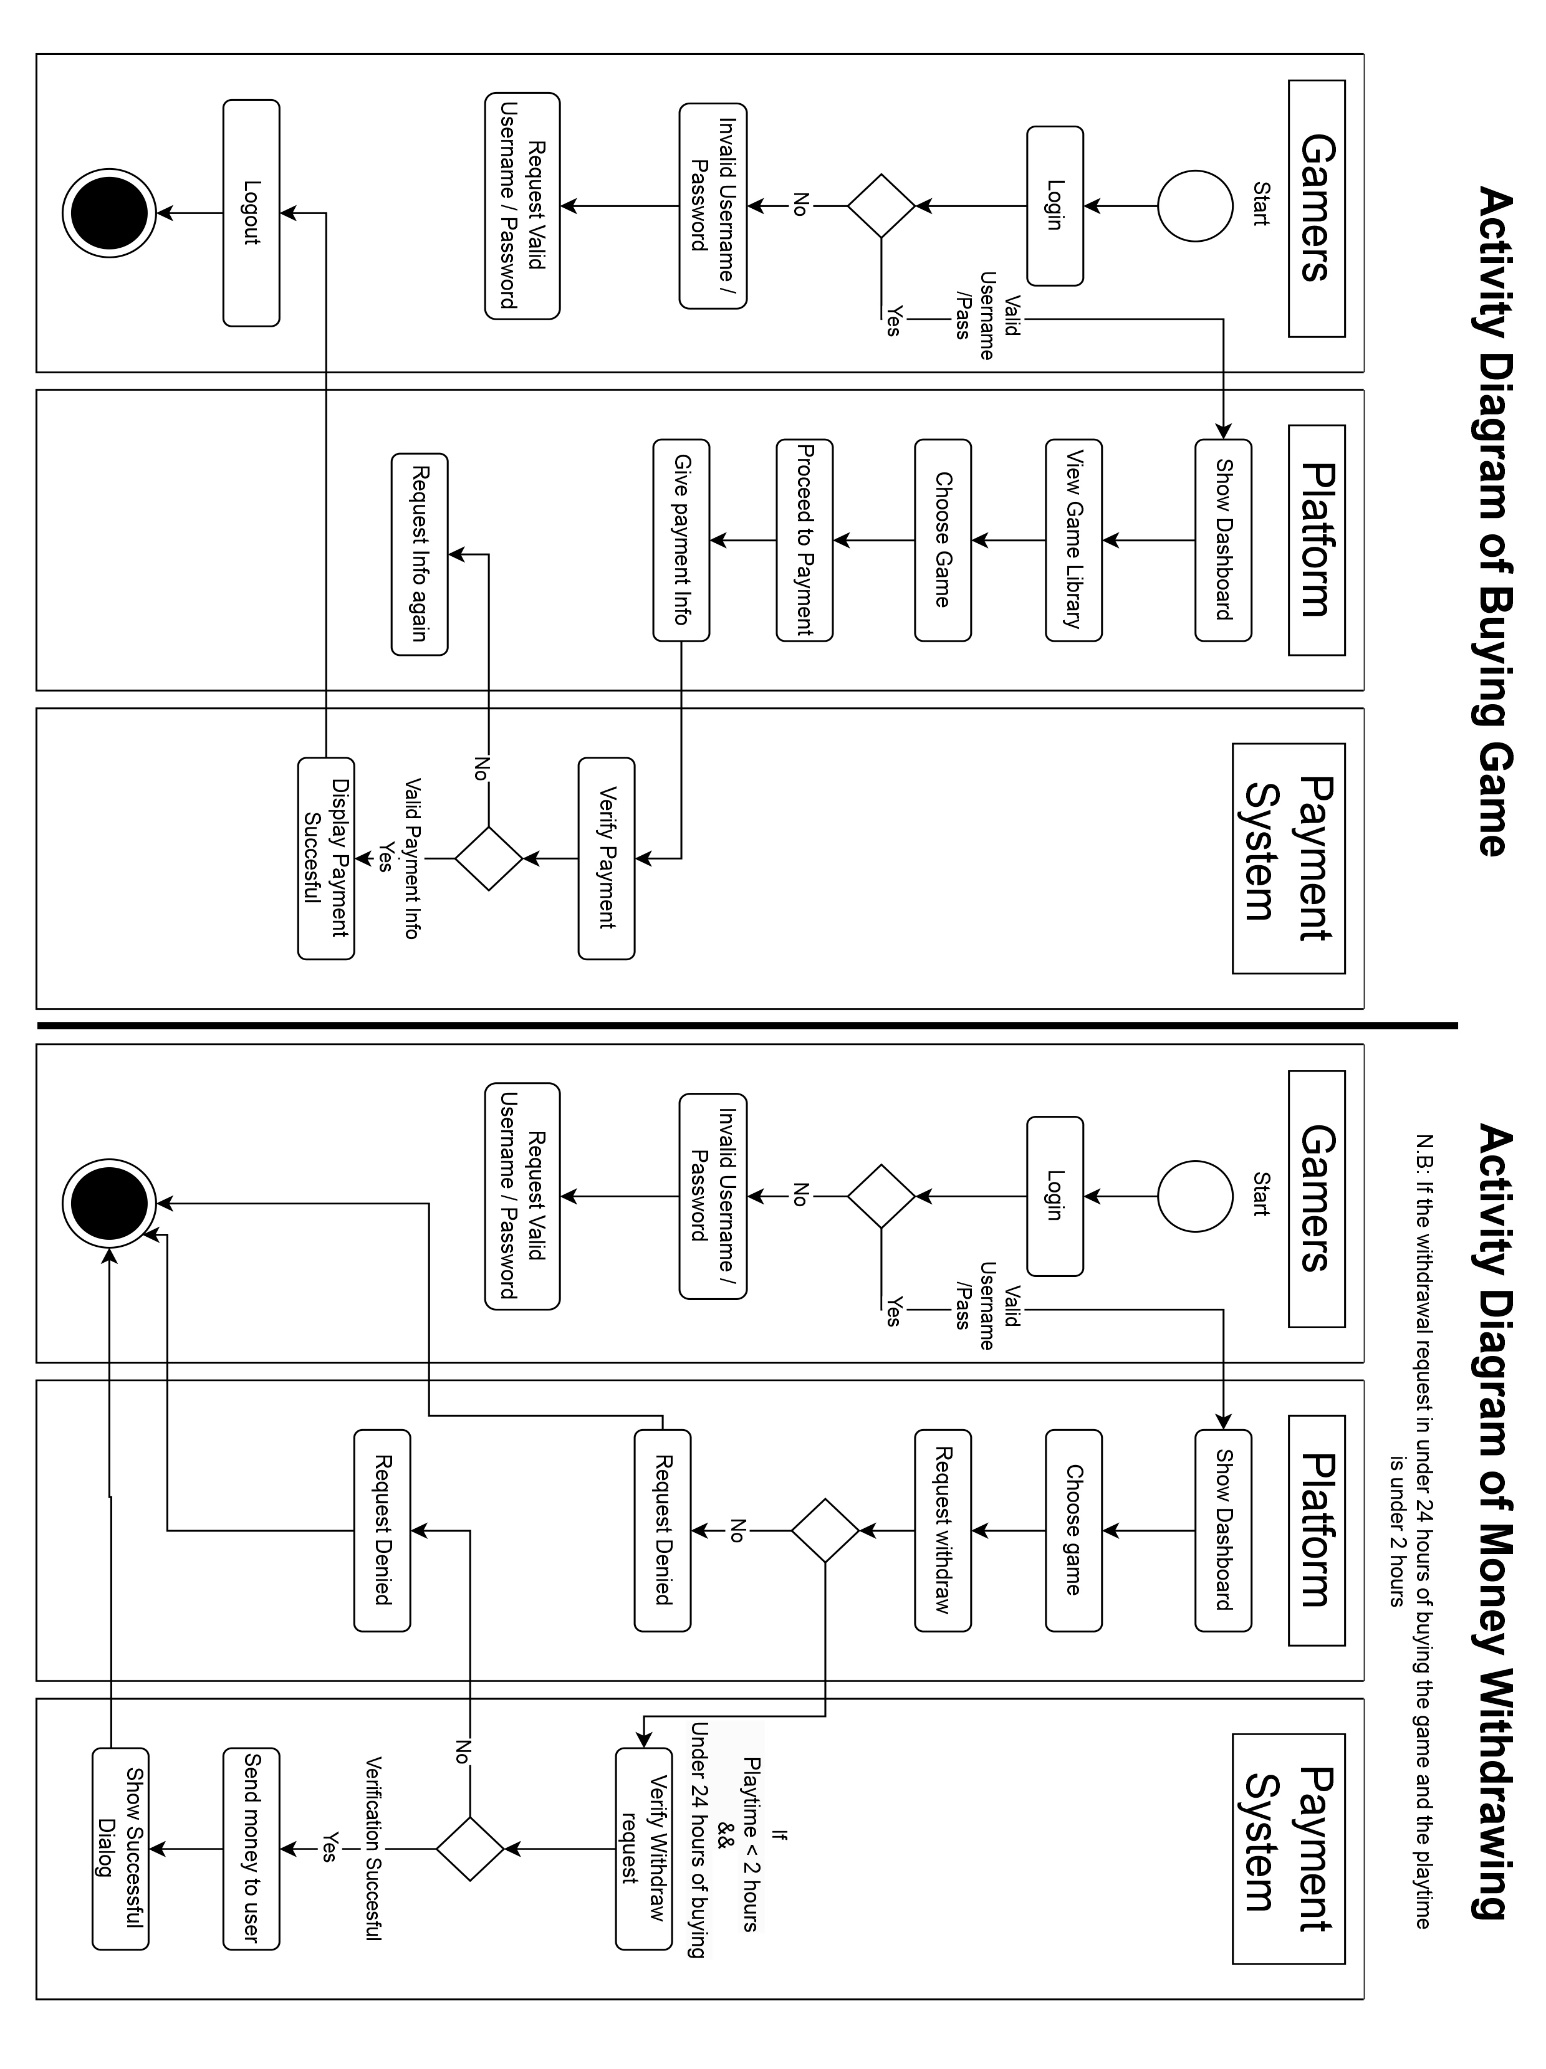 Activity Diagram of Buying Game
Gamers
Platform
Payment
System
Start
Login
Valid
Username
/Pass
Yes
No
Invalid Username /
Password
Request Valid
Username / Password
Logout
Show Dashboard
View Game Library
Choose Game
Proceed to Payment
Give payment Info
Request Info again
Verify Payment
No
Valid Payment Info
Yes
Display Payment
Succesful
Activity Diagram of Money Withdrawing
N.B: If the withdrawal request in under 24 hours of buying the game and the playtime
is under 2 hours
Gamers
Platform
Payment
System
Start
Login
Valid
Username
/Pass
Yes
No
Invalid Username /
Password
Request Valid
Username / Password
Show Dashboard
Choose game
Request withdraw
No
Request Denied
Request Denied
If
Playtime < 2 hours
&&
Under 24 hours of buying
Verify Withdraw
request
No
Verification Succesful
Yes
Send money to user
Show Successful
Dialog